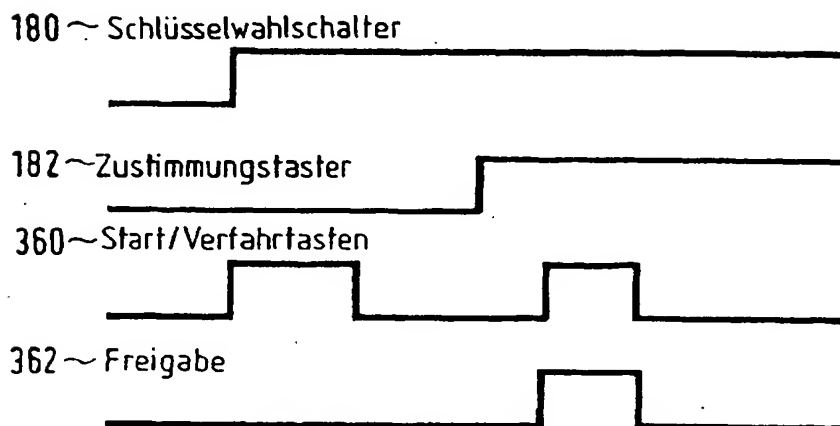 180~ Schlüsselwahlschalter
182~Zustimmungstaster
360~Start/Verfahrtasten
362~ Freigabe